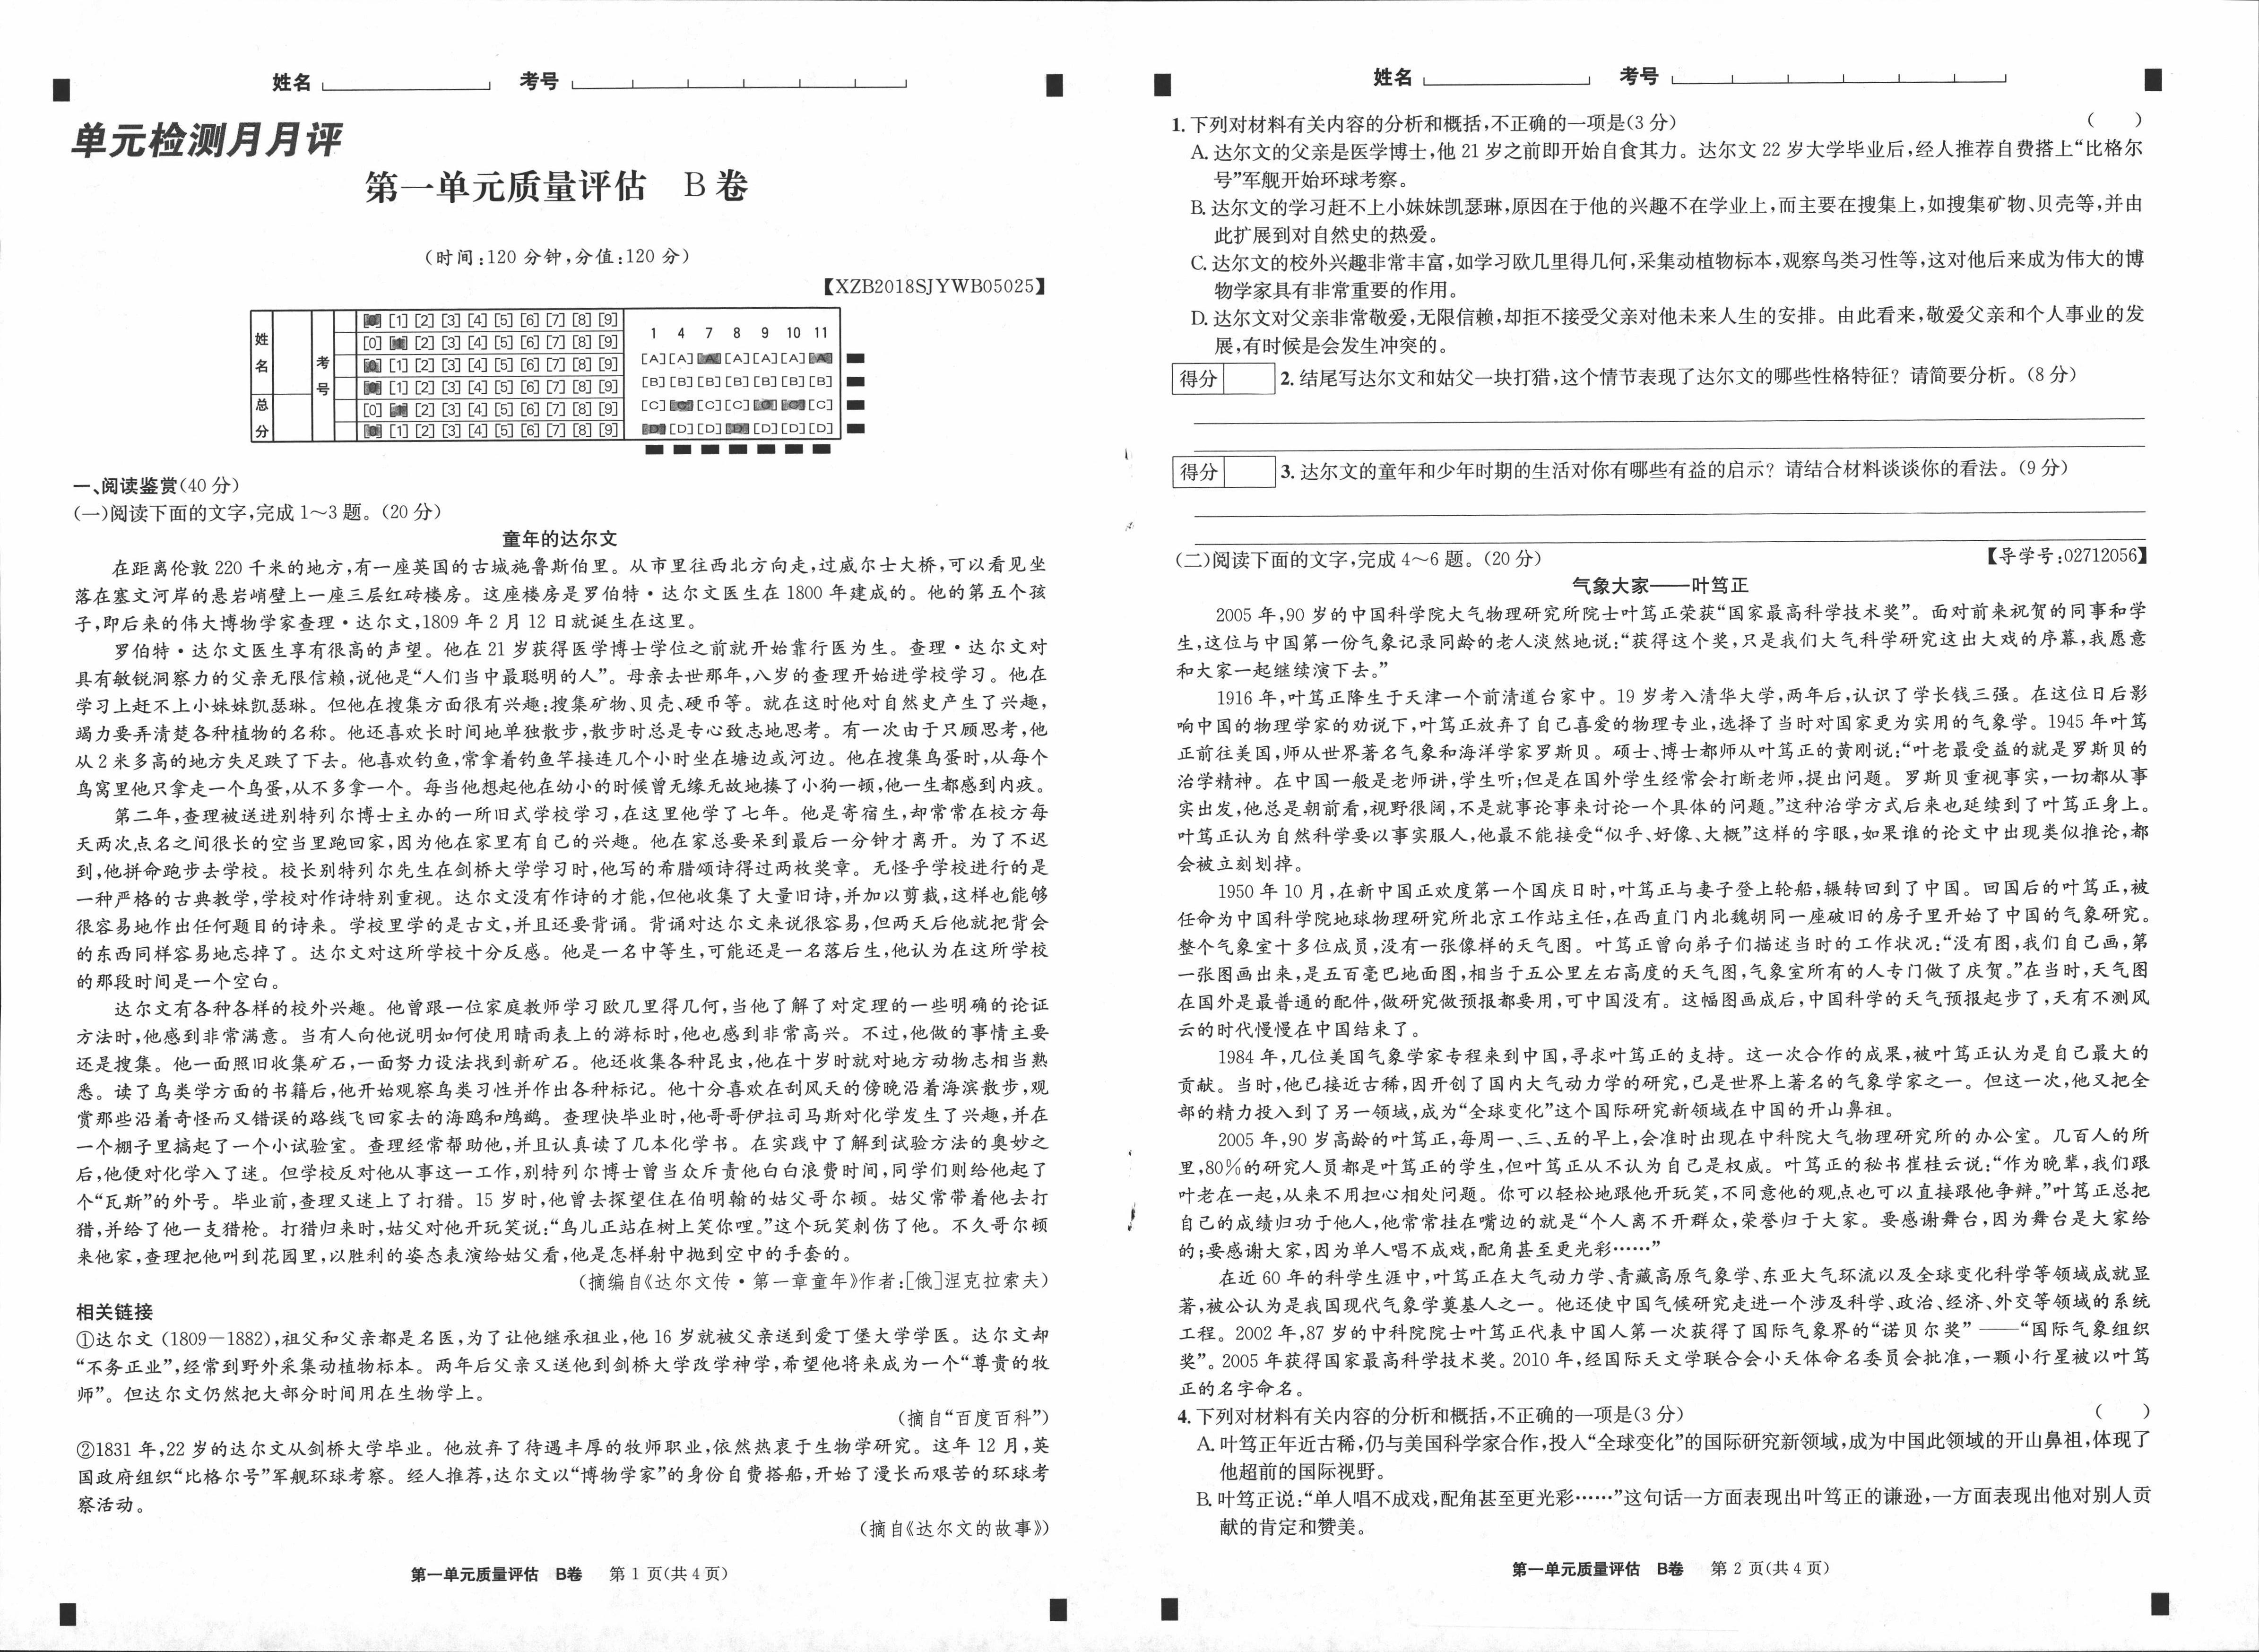 姓名 考号
单元检测月月评
第一单元质量评估 B卷
(时间:120分钟,分值:120分)
【XZB2018SJYWB05025】
姓名
考号
总分
[0] [1] [2] [3] [4] [5] [6] [7] [8] [9]
[0] [1] [2] [3] [4] [5] [6] [7] [8] [9]
[0] [1] [2] [3] [4] [5] [6] [7] [8] [9]
[0] [1] [2] [3] [4] [5] [6] [7] [8] [9]
[0] [1] [2] [3] [4] [5] [6] [7] [8] [9]
[0] [1] [2] [3] [4] [5] [6] [7] [8] [9]
1 4 7 8 9 10 11
[A][A][A][A][A][A][A]
[B][B][B][B][B][B][B]
[C][C][C][C][C][C][C]
[D][D][D][D][D][D][D]
一、阅读鉴赏(40分)
(一)阅读下面的文字,完成1～3题。(20分)
童年的达尔文
在距离伦敦220千米的地方,有一座英国的古城施鲁斯伯里。从市里往西北方向走,过威尔士大桥,可以看见坐
落在塞文河岸的悬岩峭壁上一座三层红砖楼房。这座楼房是罗伯特·达尔文医生在1800年建成的。他的第五个孩
子,即后来的伟大博物学家查理·达尔文,1809年2月12日就诞生在这里。
罗伯特·达尔文医生享有很高的声望。他在21岁获得医学博士学位之前就开始靠行医为生。查理·达尔文对
具有敏锐洞察力的父亲无限信赖,说他是“人们当中最聪明的人”。母亲去世那年,八岁的查理开始进学校学习。他在
学习上赶不上小妹妹凯瑟琳。但他在搜集方面很有兴趣:搜集矿物、贝壳、硬币等。就在这时他对自然史产生了兴趣,
竭力要弄清楚各种植物的名称。他还喜欢长时间地单独散步,散步时总是专心致志地思考。有一次由于只顾思考,他
从2米多高的地方失足跌了下去。他喜欢钓鱼,常拿着钓鱼竿接连几个小时坐在塘边或河边。他在搜集鸟蛋时,从每个
鸟窝里他只拿走一个鸟蛋,从不多拿一个。每当他想起他在幼小的时候曾无缘无故地揍了小狗一顿,他一生都感到内疚。
第二年,查理被送进别特列尔博士主办的一所旧式学校学习,在这里他学了七年。他是寄宿生,却常常在校方每
天两次点名之间很长的空当里跑回家,因为他在家里有自己的兴趣。他在家总要呆到最后一分钟才离开。为了不迟
到,他拼命跑步去学校。校长别特列尔先生在剑桥大学学习时,他写的希腊颂诗得过两枚奖章。无怪乎学校进行的是
一种严格的古典教学,学校对作诗特别重视。达尔文没有作诗的才能,但他收集了大量旧诗,并加以剪裁,这样也能够
很容易地作出任何题目的诗来。学校里学的是古文,并且还要背诵。背诵对达尔文来说很容易,但两天后他就把背会
的东西同样容易地忘掉了。达尔文对这所学校十分反感。他是一名中等生,可能还是一名落后生,他认为在这所学校
的那段时间是一个空白。
达尔文有各种各样的校外兴趣。他曾跟一位家庭教师学习欧几里得几何,当他了解了对定理的一些明确的论证
方法时,他感到非常满意。当有人向他说明如何使用晴雨表上的游标时,他也感到非常高兴。不过,他做的事情主要
还是搜集。他一面照旧收集矿石,一面努力设法找到新矿石。他还收集各种昆虫,他在十岁时就对地方动物志相当熟
悉。读了鸟类学方面的书籍后,他开始观察鸟类习性并作出各种标记。他十分喜欢在刮风天的傍晚沿着海滨散步,观
赏那些沿着奇怪而又错误的路线飞回家去的海鸥和鸬鹚。查理快毕业时,他哥哥伊拉司马斯对化学发生了兴趣,并在
一个棚子里搞起了一个小试验室。查理经常帮助他,并且认真读了几本化学书。在实践中了解到试验方法的奥妙之
后,他便对化学入了迷。但学校反对他从事这一工作,别特列尔博士曾当众斥责他白白浪费时间,同学们则给他起了
个“瓦斯”的外号。毕业前,查理又迷上了打猎。15岁时,他曾去探望住在伯明翰的姑父哥尔顿。姑父常带着他去打
猎,并给了他一支猎枪。打猎归来时,姑父对他开玩笑说:“鸟儿正站在树上笑你哩。”这个玩笑刺伤了他。不久哥尔顿
来他家,查理把他叫到花园里,以胜利的姿态表演给姑父看,他是怎样射中抛到空中的手套的。
(摘编自《达尔文传·第一章童年》作者:[俄]涅克拉索夫)
相关链接
①达尔文(1809—1882),祖父和父亲都是名医,为了让他继承祖业,他16岁就被父亲送到爱丁堡大学学医。达尔文却
“不务正业”,经常到野外采集动植物标本。两年后父亲又送他到剑桥大学改学神学,希望他将来成为一个“尊贵的牧
师”。但达尔文仍然把大部分时间用在生物学上。
(摘自“百度百科”)
②1831年,22岁的达尔文从剑桥大学毕业。他放弃了待遇丰厚的牧师职业,依然热衷于生物学研究。这年12月,英
国政府组织“比格尔号”军舰环球考察。经人推荐,达尔文以“博物学家”的身份自费搭船,开始了漫长而艰苦的环球考
察活动。
(摘自《达尔文的故事》)
第一单元质量评估 B卷 第1页(共4页)
姓名 考号
1.下列对材料有关内容的分析和概括,不正确的一项是(3分) ( )
A.达尔文的父亲是医学博士,他21岁之前即开始自食其力。达尔文22岁大学毕业后,经人推荐自费搭上“比格尔
号”军舰开始环球考察。
B.达尔文的学习赶不上小妹妹凯瑟琳,原因在于他的兴趣不在学业上,而主要在搜集上,如搜集矿物、贝壳等,并由
此扩展到对自然史的热爱。
C.达尔文的校外兴趣非常丰富,如学习欧几里得几何,采集动植物标本,观察鸟类习性等,这对他后来成为伟大的博
物学家具有非常重要的作用。
D.达尔文对父亲非常敬爱,无限信赖,却拒不接受父亲对他未来人生的安排。由此看来,敬爱父亲和个人事业的发
展,有时候是会发生冲突的。
得分 2.结尾写达尔文和姑父一块打猎,这个情节表现了达尔文的哪些性格特征?请简要分析。(8分)
得分 3.达尔文的童年和少年时期的生活对你有哪些有益的启示?请结合材料谈谈你的看法。(9分)
(二)阅读下面的文字,完成4～6题。(20分) 【导学号:02712056】
气象大家——叶笃正
2005年,90岁的中国科学院大气物理研究所院士叶笃正荣获“国家最高科学技术奖”。面对前来祝贺的同事和学
生,这位与中国第一份气象记录同龄的老人淡然地说:“获得这个奖,只是我们大气科学研究这出大戏的序幕,我愿意
和大家一起继续演下去。”
1916年,叶笃正降生于天津一个前清道台家中。19岁考入清华大学,两年后,认识了学长钱三强。在这位日后影
响中国的物理学家的劝说下,叶笃正放弃了自己喜爱的物理专业,选择了当时对国家更为实用的气象学。1945年叶笃
正前往美国,师从世界著名气象和海洋学家罗斯贝。硕士、博士都师从叶笃正的黄刚说:“叶老最受益的就是罗斯贝的
治学精神。在中国一般是老师讲,学生听;但是在国外学生经常会打断老师,提出问题。罗斯贝重视事实,一切都从事
实出发,他总是朝前看,视野很阔,不是就事论事来讨论一个具体的问题。”这种治学方式后来也延续到了叶笃正身上。
叶笃正认为自然科学要以事实服人,他最不能接受“似乎、好像、大概”这样的字眼,如果谁的论文中出现类似推论,都
会被立刻划掉。
1950年10月,在新中国正欢度第一个国庆日时,叶笃正与妻子登上轮船,辗转回到了中国。回国后的叶笃正,被
任命为中国科学院地球物理研究所北京工作站主任,在西直门内北魏胡同一座破旧的房子里开始了中国的气象研究。
整个气象室十多位成员,没有一张像样的天气图。叶笃正曾向弟子们描述当时的工作状况:“没有图,我们自己画,第
一张图画出来,是五百毫巴地面图,相当于五公里左右高度的天气图,气象室所有的人专门做了庆贺。”在当时,天气图
在国外是最普通的配件,做研究做预报都要用,可中国没有。这幅图画成后,中国科学的天气预报起步了,天有不测风
云的时代慢慢在中国结束了。
1984年,几位美国气象学家专程来到中国,寻求叶笃正的支持。这一次合作的成果,被叶笃正认为是自己最大的
贡献。当时,他已接近古稀,因开创了国内大气动力学的研究,已是世界上著名的气象学家之一。但这一次,他又把全
部的精力投入到了另一领域,成为“全球变化”这个国际研究新领域在中国的开山鼻祖。
2005年,90岁高龄的叶笃正,每周一、三、五的早上,会准时出现在中科院大气物理研究所的办公室。几百人的所
里,80%的研究人员都是叶笃正的学生,但叶笃正从不认为自己是权威。叶笃正的秘书崔桂云说:“作为晚辈,我们跟
叶老在一起,从来不用担心相处问题。你可以轻松地跟他开玩笑,不同意他的观点也可以直接跟他争辩。”叶笃正总把
自己的成绩归功于他人,他常常挂在嘴边的就是“个人离不开群众,荣誉归于大家。要感谢舞台,因为舞台是大家给
的;要感谢大家,因为单人唱不成戏,配角甚至更光彩……”
在近60年的科学生涯中,叶笃正在大气动力学、青藏高原气象学、东亚大气环流以及全球变化科学等领域成就显
著,被公认为是我国现代气象学奠基人之一。他还使中国气候研究走进一个涉及科学、政治、经济、外交等领域的系统
工程。2002年,87岁的中科院院士叶笃正代表中国人第一次获得了国际气象界的“诺贝尔奖”——“国际气象组织
奖”。2005年获得国家最高科学技术奖。2010年,经国际天文学联合会小天体命名委员会批准,一颗小行星被以叶笃
正的名字命名。
4.下列对材料有关内容的分析和概括,不正确的一项是(3分) ( )
A.叶笃正年近古稀,仍与美国科学家合作,投入“全球变化”的国际研究新领域,成为中国此领域的开山鼻祖,体现了
他超前的国际视野。
B.叶笃正说:“单人唱不成戏,配角甚至更光彩……”这句话一方面表现出叶笃正的谦逊,一方面表现出他对别人贡
献的肯定和赞美。
第一单元质量评估 B卷 第2页(共4页)